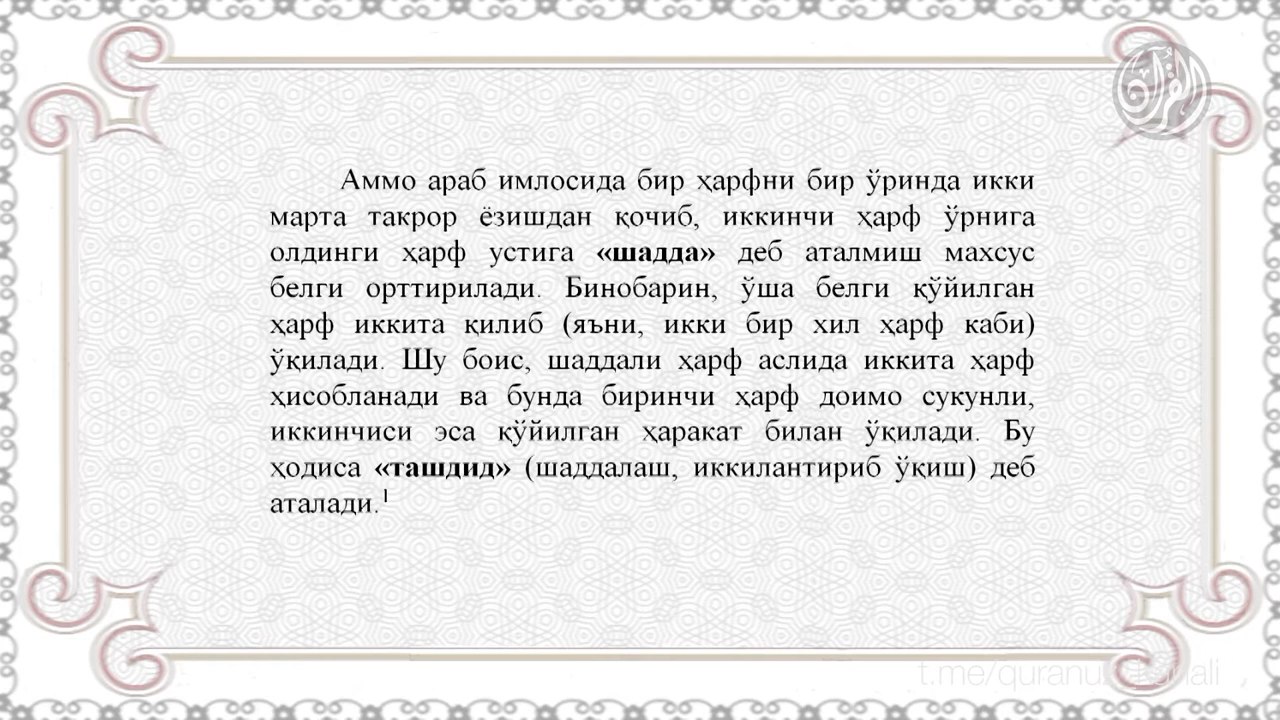 القرآن
Аммо араб имлосида бир ҳарфни бир ўринда икки
марта такрор ёзишдан қочиб, иккинчи ҳарф ўрнига
олдинги ҳарф устига «шадда» деб аталмиш махсус
белги орттирилади. Бинобарин, ўша белги қўйилган
ҳарф иккита қилиб (яъни, икки бир хил ҳарф каби)
ўқилади. Шу боис, шаддали ҳарф аслида иккита ҳарф
ҳисобланади ва бунда биринчи ҳарф доимо сукунли,
иккинчиси эса қўйилган ҳаракат билан ўқилади. Бу
ҳодиса «ташдид» (шаддалаш, иккилантириб ўқиш) деб
аталади.1